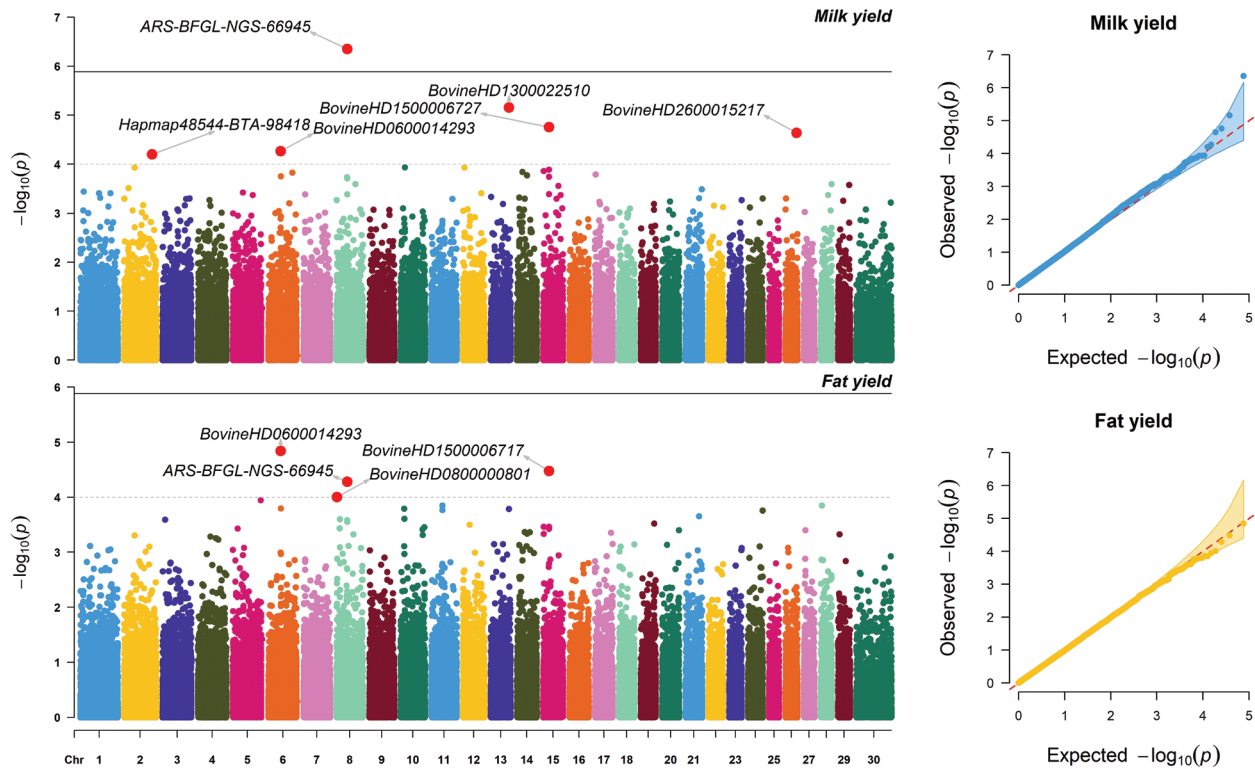 Milk yield
ARS-BFGL-NGS-66945
BovineHD1300022510
BovineHD1500006727
BovineHD2600015217
Hapmap48544-BTA-98418
BovineHD0600014293
−log10(p)
7
6
5
4
3
2
1
0
Fat yield
BovineHD0600014293
BovineHD1500006717
ARS-BFGL-NGS-66945
BovineHD0800000801
−log10(p)
6
5
4
3
2
1
0
Chr 1 2 3 4 5 6 7 8 9 10 11 12 13 14 15 16 18 20 21 23 25 27 29 30
Milk yield
Observed −log10(p)
7
6
5
4
3
2
1
0
0 1 2 3 4 5
Expected −log10(p)
Fat yield
Observed −log10(p)
7
6
5
4
3
2
1
0
0 1 2 3 4 5
Expected −log10(p)